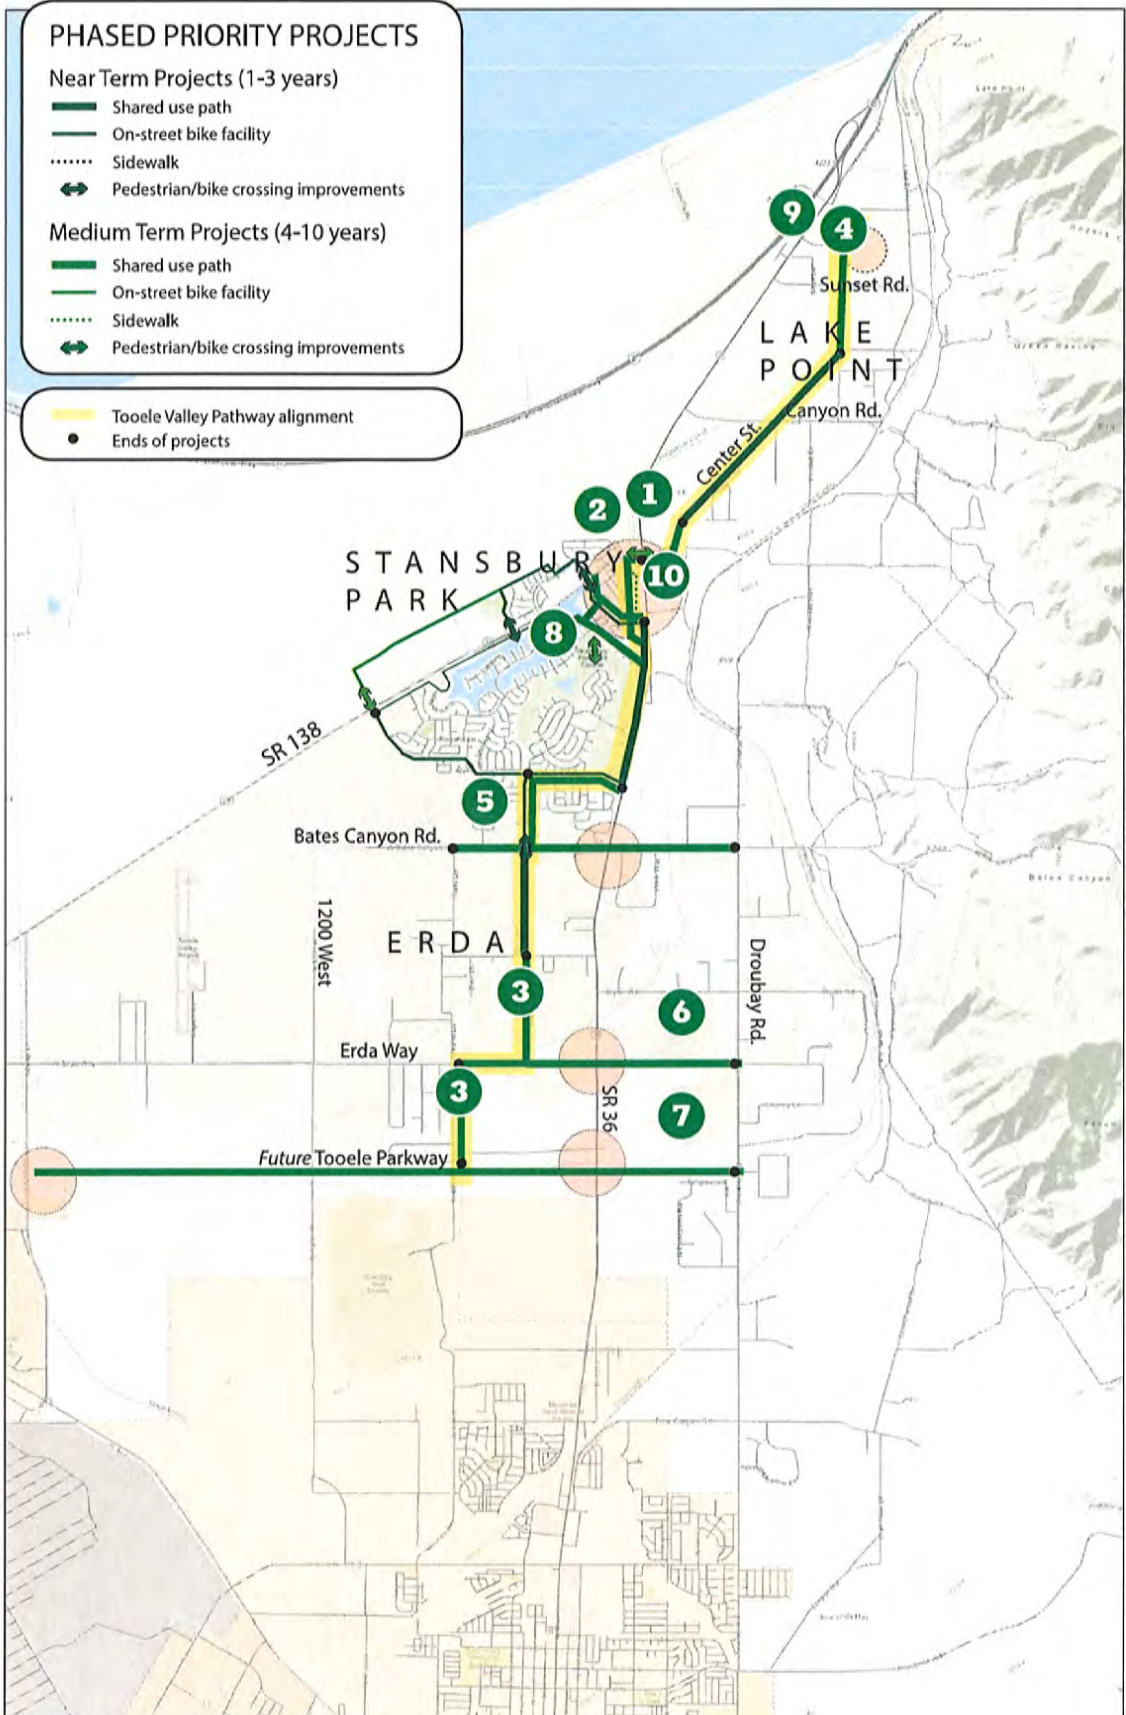 PHASED PRIORITY PROJECTS
Near Term Projects (1-3 years)
Shared use path
On-street bike facility
Sidewalk
Pedestrian/bike crossing improvements
Medium Term Projects (4-10 years)
Shared use path
On-street bike facility
Sidewalk
Pedestrian/bike crossing improvements
Tooele Valley Pathway alignment
Ends of projects
9
4
Sunset Rd.
LAKE
POINT
Canyon Rd.
Center St.
1
2
STANSBURY
PARK
10
8
SR 138
5
Bates Canyon Rd.
Bates Canyon
1200 West
ERDA
Droubay Rd.
3
6
Erda Way
3
SR 36
7
Future Tooele Parkway